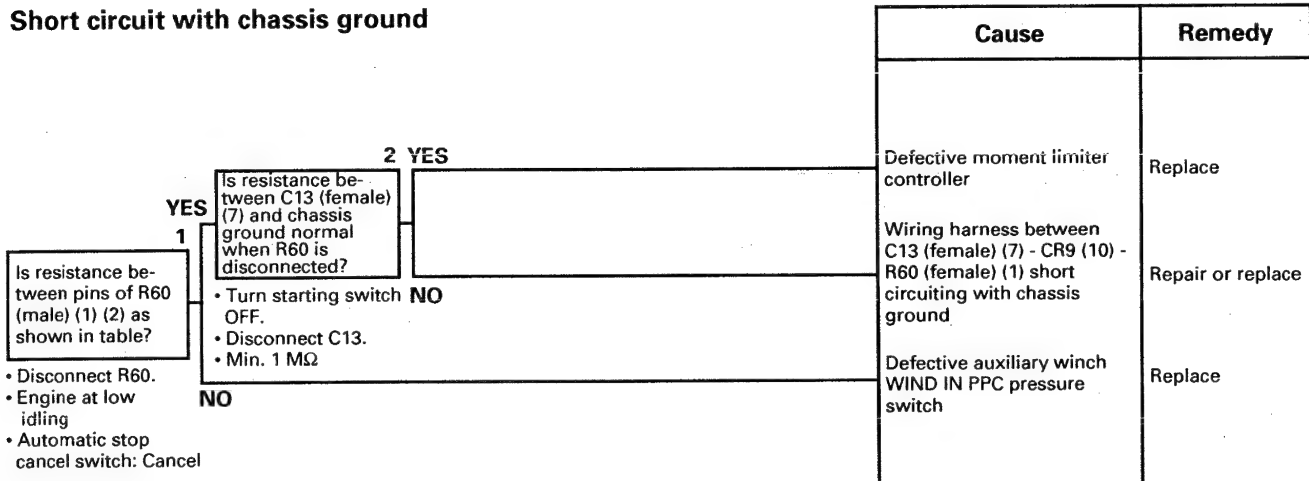 Short circuit with chassis ground
Cause
Remedy
2 YES
Is resistance be-
tween C13 (female)
(7) and chassis
ground normal
when R60 is
disconnected?
Defective moment limiter
controller
Replace
YES
1
Is resistance be-
tween pins of R60
(male) (1) (2) as
shown in table?
• Turn starting switch
OFF.
• Disconnect C13.
• Min. 1 MΩ
NO
Wiring harness between
C13 (female) (7) - CR9 (10) -
R60 (female) (1) short
circuiting with chassis
ground
Repair or replace
• Disconnect R60.
• Engine at low
idling
• Automatic stop
cancel switch: Cancel
NO
Defective auxiliary winch
WIND IN PPC pressure
switch
Replace